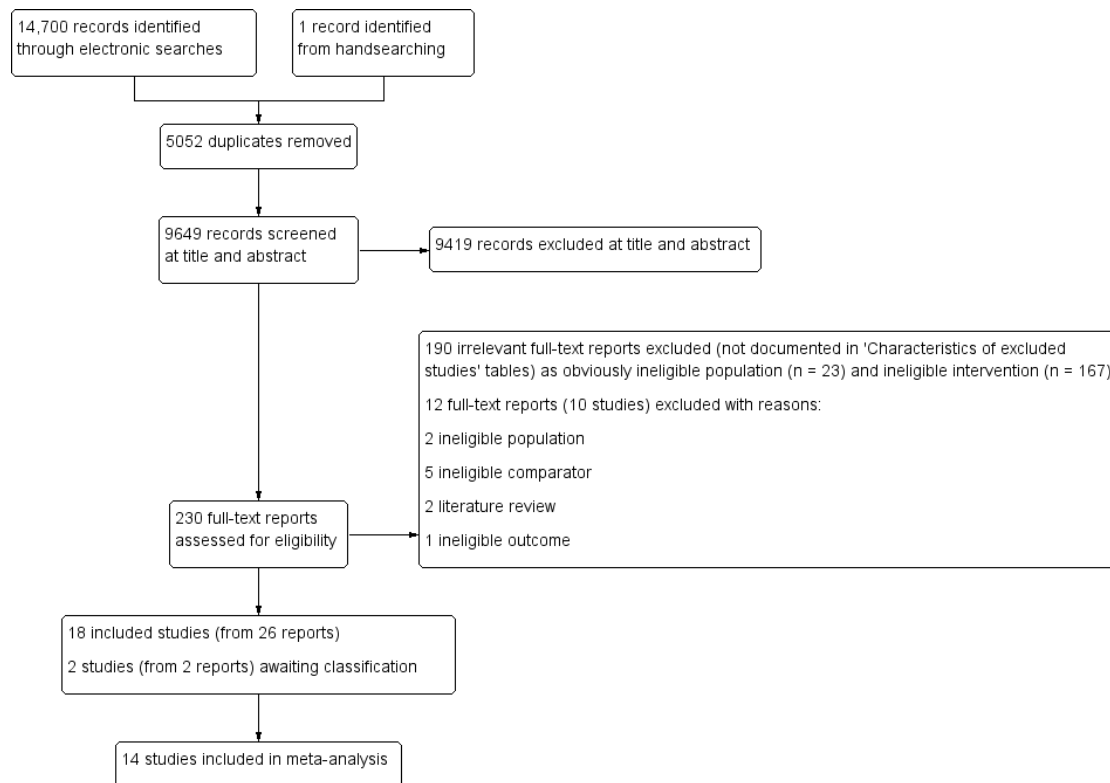 14,700 records identified
through electronic searches
1 record identified
from handsearching
5052 duplicates removed
9649 records screened
at title and abstract
9419 records excluded at title and abstract
190 irrelevant full-text reports excluded (not documented in 'Characteristics of excluded
studies' tables) as obviously ineligible population (n = 23) and ineligible intervention (n = 167)
12 full-text reports (10 studies) excluded with reasons:
2 ineligible population
5 ineligible comparator
2 literature review
1 ineligible outcome
230 full-text reports
assessed for eligibility
18 included studies (from 26 reports)
2 studies (from 2 reports) awaiting classification
14 studies included in meta-analysis